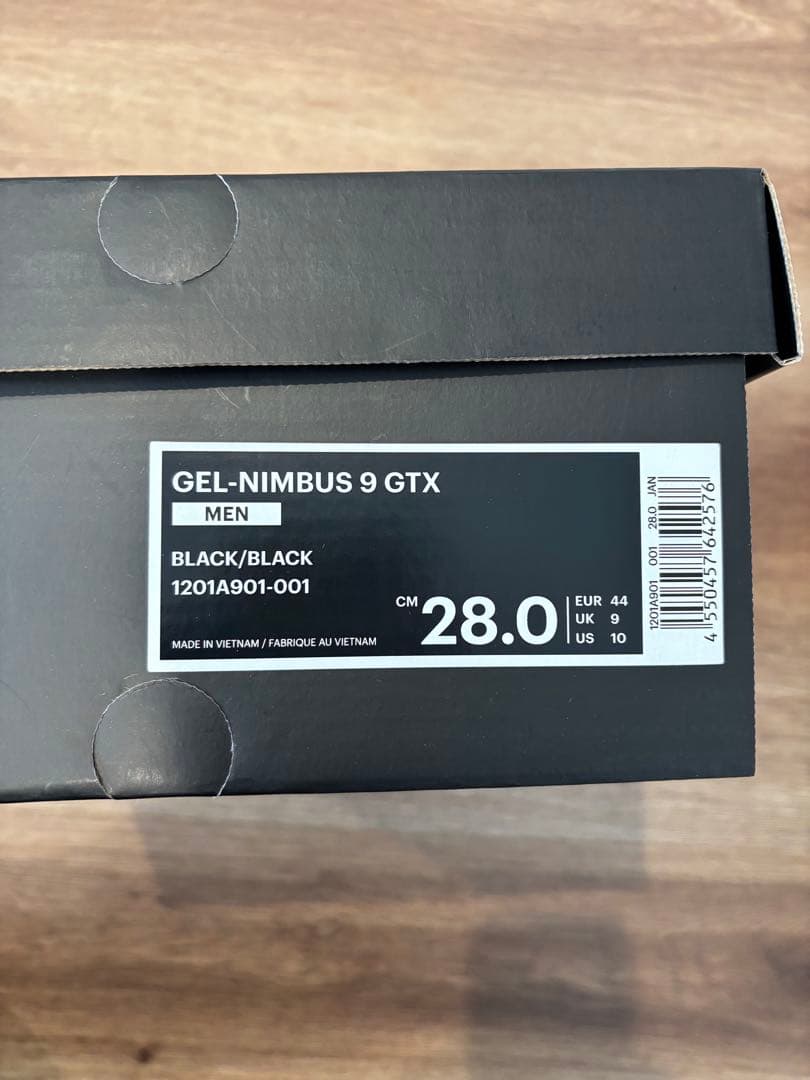 GEL-NIMBUS 9 GTX
MEN
BLACK/BLACK
1201A901-001
MADE IN VIETNAM / FABRIQUE AU VIETNAM
CM 28.0
EUR 44
UK 9
US 10
1201A901 001 28.0 JAN
4 550457 642576